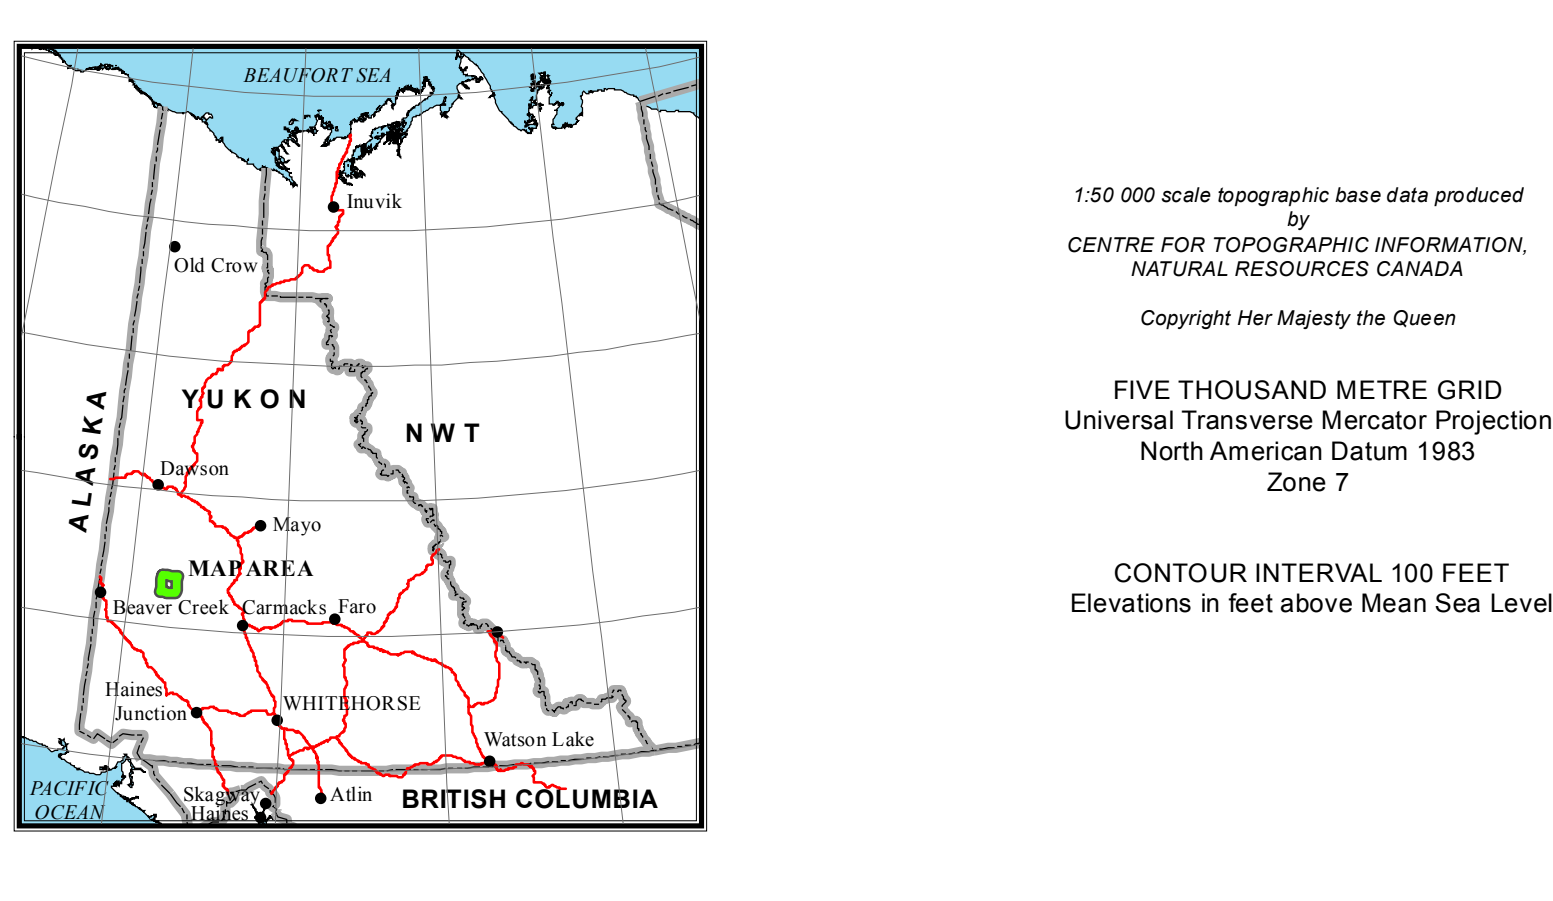 BEAUFORT SEA
Inuvik
Old Crow
YUKON
ALASKA
NWT
Dawson
Mayo
MAP AREA
Beaver Creek
Carmacks
Faro
Haines
Junction
WHITEHORSE
Watson Lake
PACIFIC
OCEAN
Skagway
Haines
Atlin
BRITISH COLUMBIA
1:50 000 scale topographic base data produced
by
CENTRE FOR TOPOGRAPHIC INFORMATION,
NATURAL RESOURCES CANADA
Copyright Her Majesty the Queen
FIVE THOUSAND METRE GRID
Universal Transverse Mercator Projection
North American Datum 1983
Zone 7
CONTOUR INTERVAL 100 FEET
Elevations in feet above Mean Sea Level